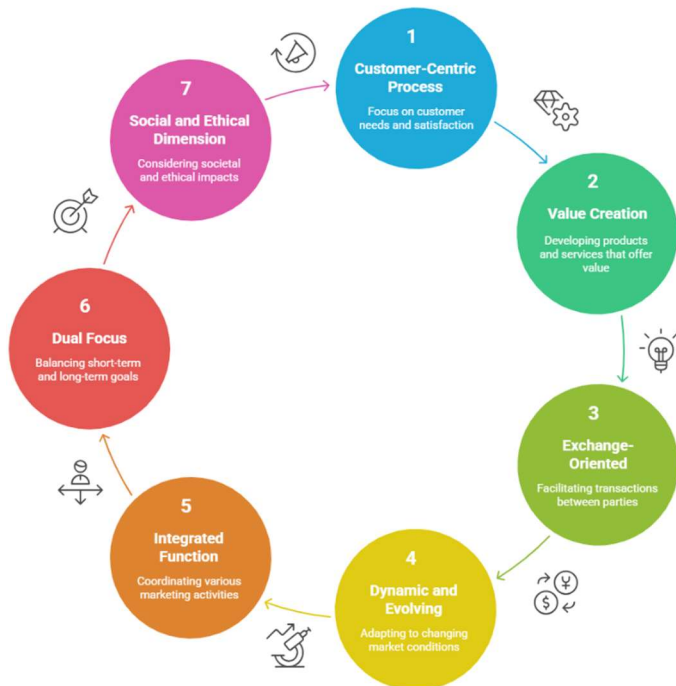 1
Customer-Centric
Process
Focus on customer
needs and satisfaction
2
Value Creation
Developing products
and services that offer
value
3
Exchange-
Oriented
Facilitating transactions
between parties
4
Dynamic and
Evolving
Adapting to changing
market conditions
5
Integrated
Function
Coordinating various
marketing activities
6
Dual Focus
Balancing short-term
and long-term goals
7
Social and Ethical
Dimension
Considering societal
and ethical impacts
¥
$